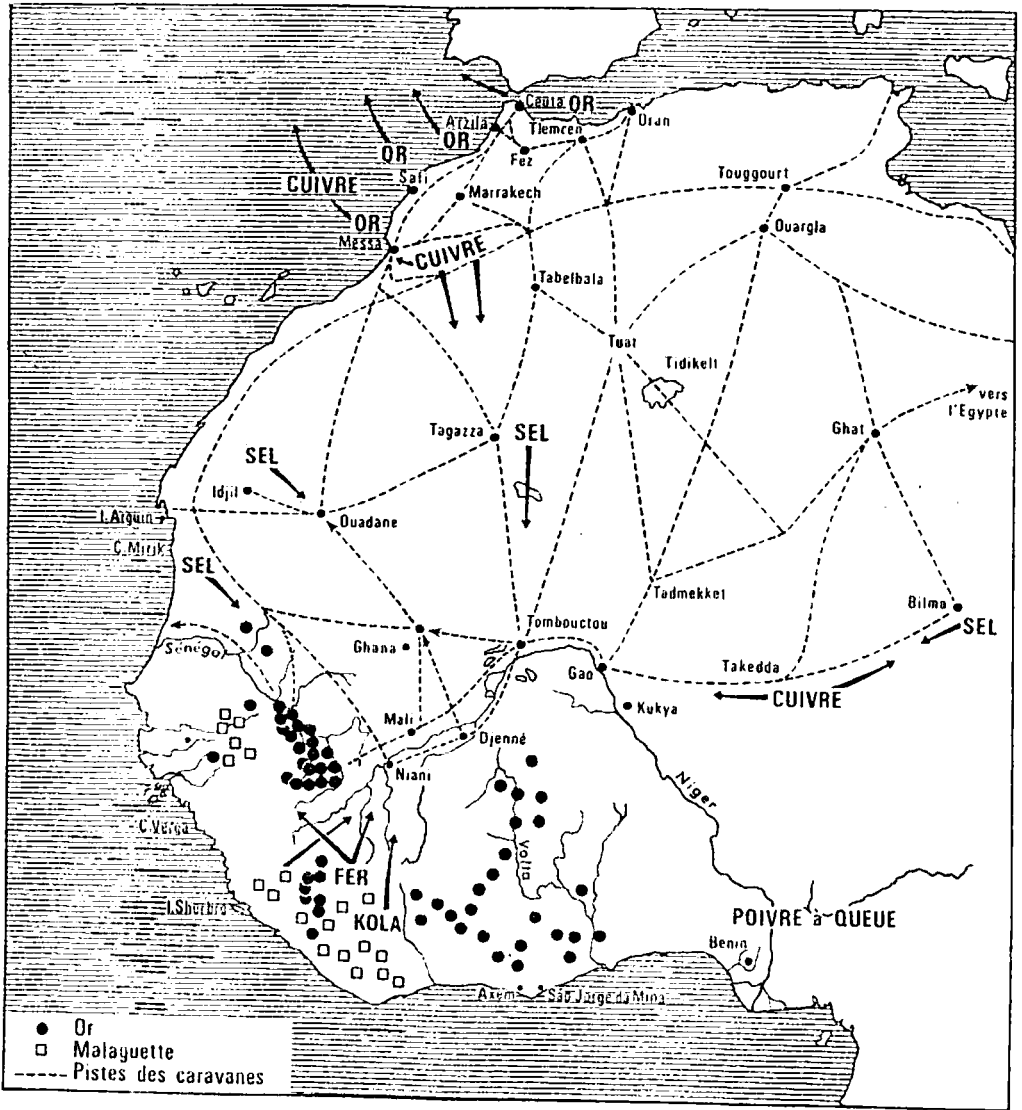 Ceuta OR
Arzila
OR
Tlemcen
Oran
Fez
OR
CUIVRE
Safi
Marrakech
Touggourt
OR
Messa
CUIVRE
Ouargla
Tabelbala
Tuat
Tidikelt
vers
l'Egypte
Tagazza
SEL
Ghat
SEL
Idjil
Ouadane
I. Arguin
C. Mirik
SEL
Tadmekket
Bilma
SEL
Tombouctou
Sénégal
Ghana
Gao
Takedda
CUIVRE
Kukya
Mali
Djenné
Niani
Niger
C. Verga
Volta
FER
I. Sherbro
KOLA
POIVRE à QUEUE
Benin
Axem
São Jorge da Mina
Or
Malaguette
Pistes des caravanes